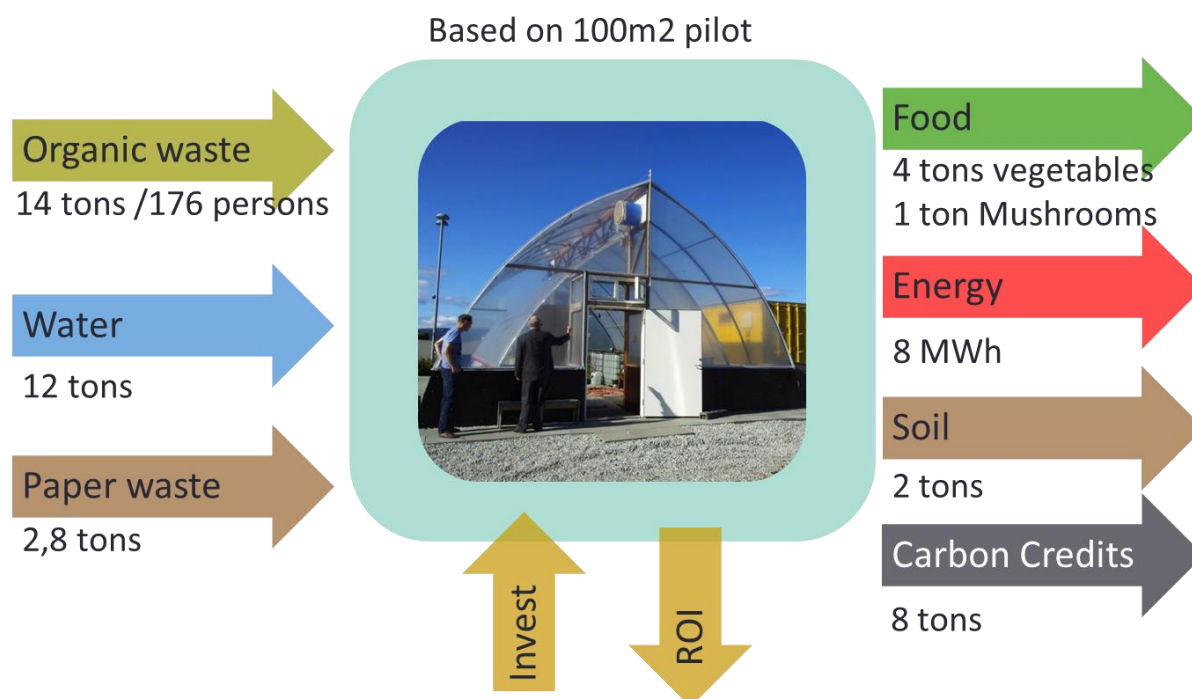 Based on 100m2 pilot
Organic waste
14 tons /176 persons
Water
12 tons
Paper waste
2,8 tons
Food
4 tons vegetables
1 ton Mushrooms
Energy
8 MWh
Soil
2 tons
Carbon Credits
8 tons
Invest
ROI